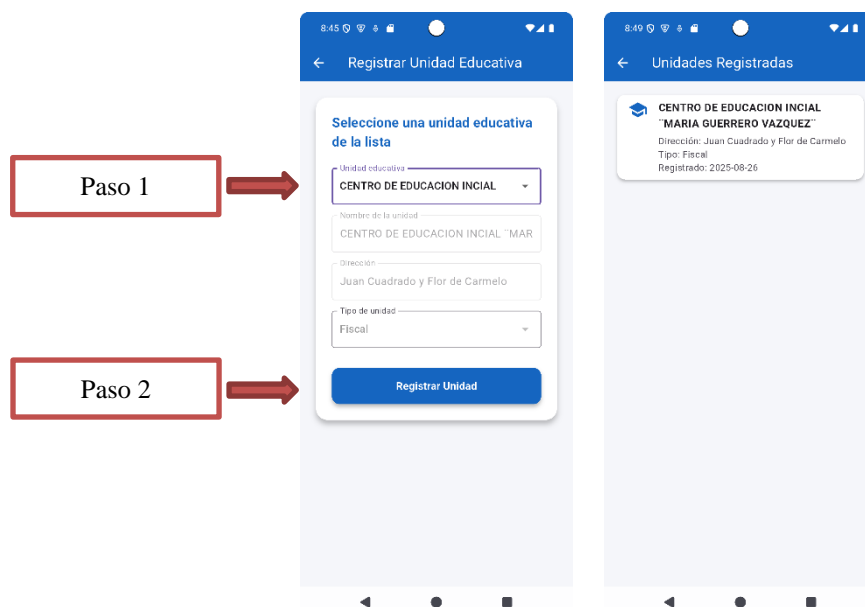 Paso 1
Paso 2
8:45
Registrar Unidad Educativa
Seleccione una unidad educativa
de la lista
Unidad educativa
CENTRO DE EDUCACION INCIAL
Nombre de la unidad
CENTRO DE EDUCACION INCIAL ¨MAR
Dirección
Juan Cuadrado y Flor de Carmelo
Tipo de unidad
Fiscal
Registrar Unidad
8:49
Unidades Registradas
CENTRO DE EDUCACION INCIAL
¨MARIA GUERRERO VAZQUEZ¨
Dirección: Juan Cuadrado y Flor de Carmelo
Tipo: Fiscal
Registrado: 2025-08-26